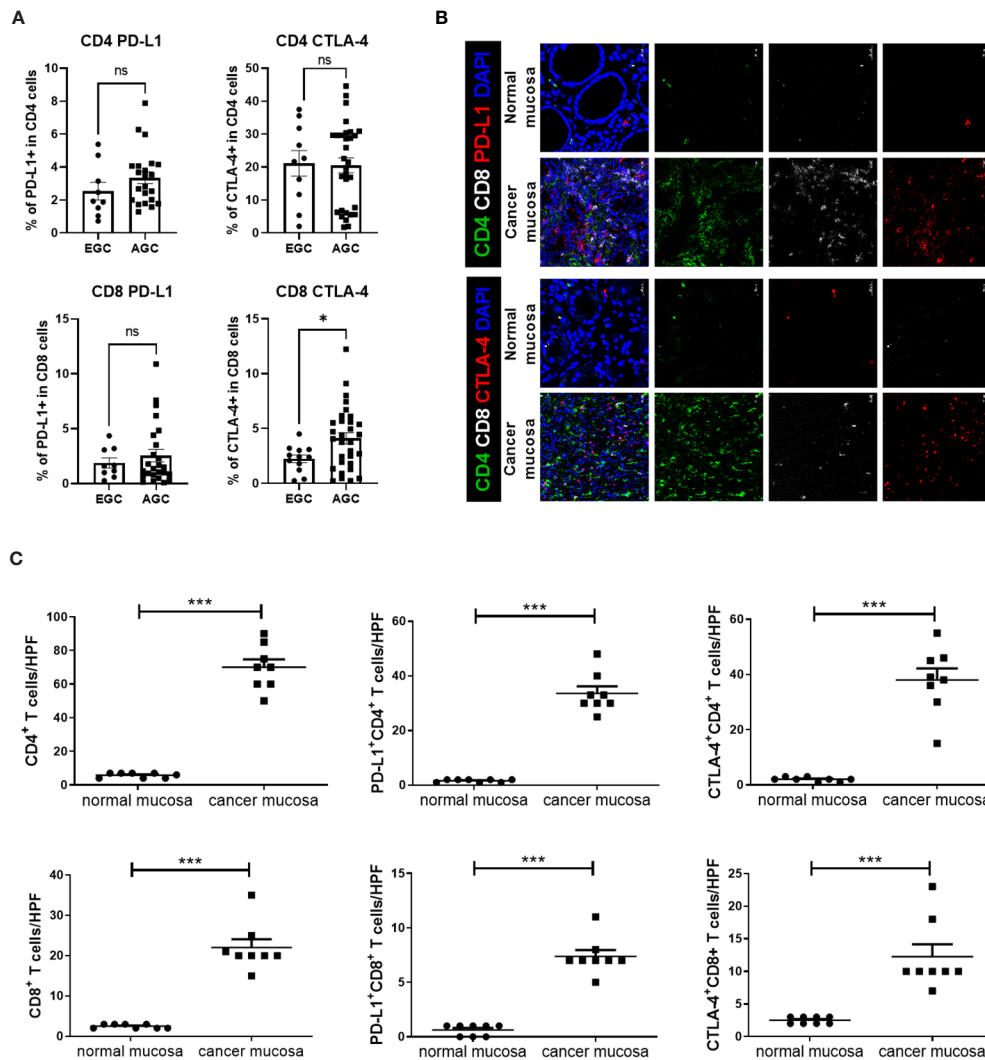 A
CD4 PD-L1
% of PD-L1+ in CD4 cells
10
8
6
4
2
0
ns
EGC AGC
CD4 CTLA-4
% of CTLA-4+ in CD4 cells
50
40
30
20
10
0
ns
EGC AGC
CD8 PD-L1
% of PD-L1+ in CD8 cells
15
10
5
0
ns
EGC AGC
CD8 CTLA-4
% of CTLA-4+ in CD8 cells
15
10
5
0
*
EGC AGC
B
CD4 CD8 PD-L1 DAPI
Normal
mucosa
Cancer
mucosa
CD4 CD8 CTLA-4 DAPI
Normal
mucosa
Cancer
mucosa
C
CD4+ T cells/HPF
100
80
60
40
20
0
***
normal mucosa cancer mucosa
PD-L1+CD4+ T cells/HPF
60
40
20
0
***
normal mucosa cancer mucosa
CTLA-4+CD4+ T cells/HPF
60
40
20
0
***
normal mucosa cancer mucosa
CD8+ T cells/HPF
40
30
20
10
0
***
normal mucosa cancer mucosa
PD-L1+CD8+ T cells/HPF
15
10
5
0
***
normal mucosa cancer mucosa
CTLA-4+CD8+ T cells/HPF
25
20
15
10
5
0
***
normal mucosa cancer mucosa